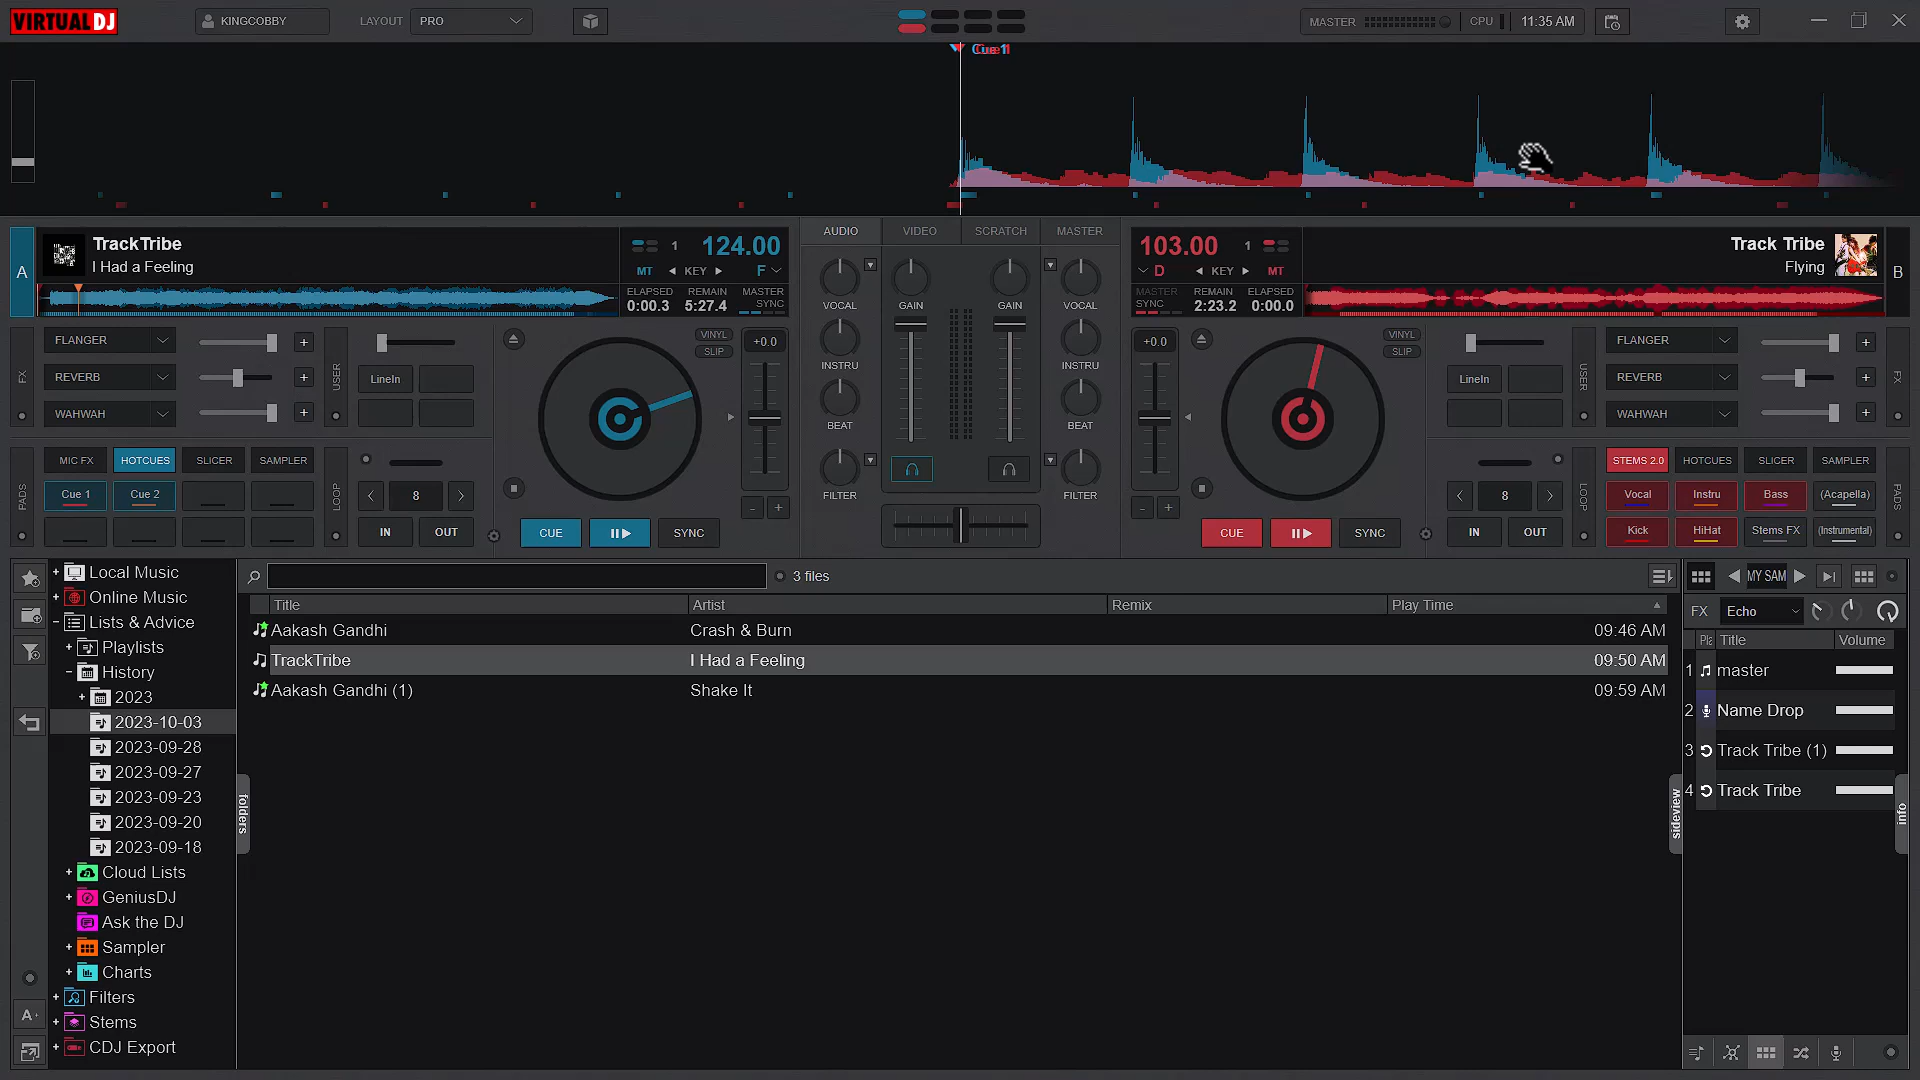 VIRTUALDJ
KINGCOBBY
LAYOUT PRO
MASTER
CPU
11:35 AM
Cue 1
A
TrackTribe
I Had a Feeling
1 124.00
MT KEY F
ELAPSED 0:00.3
REMAIN 5:27.4
MASTER SYNC
AUDIO VIDEO SCRATCH MASTER
103.00 1
D KEY MT
MASTER SYNC
REMAIN 2:23.2
ELAPSED 0:00.0
Track Tribe
Flying
B
FX
FLANGER
REVERB
WAHWAH
USER
LineIn
VINYL
SLIP
+0.0
VOCAL
INSTRU
BEAT
FILTER
GAIN GAIN
VOCAL
INSTRU
BEAT
FILTER
+0.0
VINYL
SLIP
LineIn
USER
FLANGER
REVERB
WAHWAH
FX
PADS
MIC FX HOTCUES SLICER SAMPLER
Cue 1 Cue 2
LOOP
8
IN OUT
CUE SYNC
- +
- +
CUE SYNC
8
IN OUT
LOOP
STEMS 2.0 HOTCUES SLICER SAMPLER
Vocal Instru Bass (Acapella)
Kick HiHat Stems FX (Instrumental)
PADS
+ Local Music
+ Online Music
- Lists & Advice
+ Playlists
- History
+ 2023
2023-10-03
2023-09-28
2023-09-27
2023-09-23
2023-09-20
2023-09-18
+ Cloud Lists
+ GeniusDJ
Ask the DJ
+ Sampler
+ Charts
+ Filters
+ Stems
+ CDJ Export
A+
folders
3 files
Title Artist Remix Play Time
Aakash Gandhi Crash & Burn 09:46 AM
TrackTribe I Had a Feeling 09:50 AM
Aakash Gandhi (1) Shake It 09:59 AM
sideview
MY SAM
FX Echo
Title Volume
1 master
2 Name Drop
3 Track Tribe (1)
4 Track Tribe
info